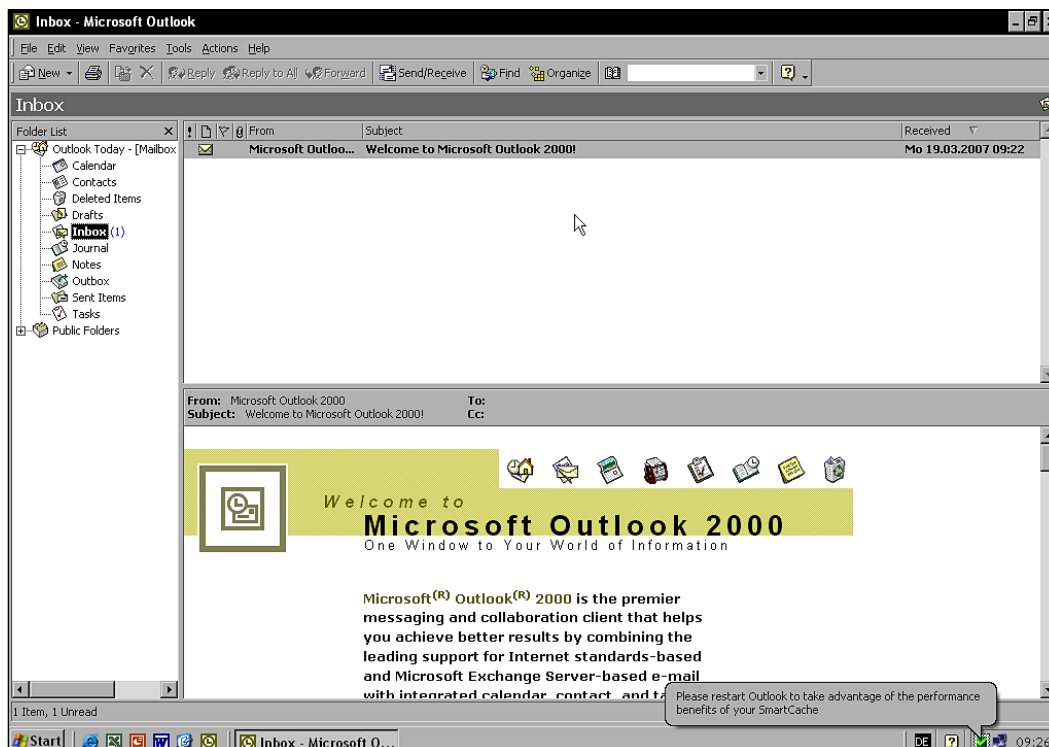 Inbox - Microsoft Outlook
File Edit View Favorites Tools Actions Help
New Reply Reply to All Forward Send/Receive Find Organize
Inbox
Folder List
From Subject Received
Outlook Today - [Mailbox
Microsoft Outloo... Welcome to Microsoft Outlook 2000! Mo 19.03.2007 09:22
Calendar
Contacts
Deleted Items
Drafts
Inbox (1)
Journal
Notes
Outbox
Sent Items
Tasks
Public Folders
From: Microsoft Outlook 2000 To:
Subject: Welcome to Microsoft Outlook 2000! Cc:
Welcome to
Microsoft Outlook 2000
One Window to Your World of Information
Microsoft(R) Outlook(R) 2000 is the premier
messaging and collaboration client that helps
you achieve better results by combining the
leading support for Internet standards-based
and Microsoft Exchange Server-based e-mail
with integrated calendar, contact, and
Please restart Outlook to take advantage of the performance
benefits of your SmartCache
1 Item, 1 Unread
Start Inbox - Microsoft O... DE 09:26